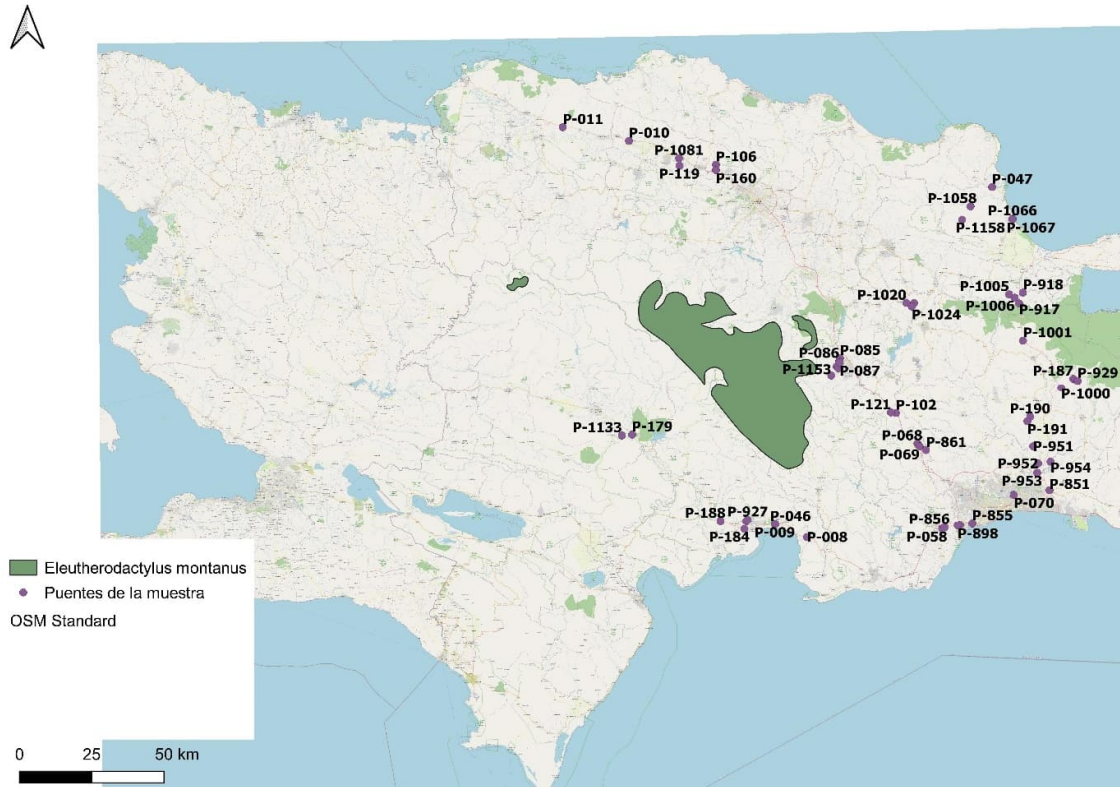 P-011
P-010
P-1081
P-106
P-119
P-160
P-047
P-1058
P-1066
P-1158
P-1067
P-1005
P-918
P-1020
P-1006
P-917
P-1024
P-1001
P-086
P-085
P-1153
P-087
P-187
P-929
P-1000
P-121
P-102
P-190
P-191
P-1133
P-179
P-068
P-861
P-069
P-951
P-952
P-954
P-953
P-851
P-070
P-188
P-927
P-046
P-184
P-009
P-008
P-856
P-855
P-058
P-898
Eleutherodactylus montanus
Puentes de la muestra
OSM Standard
0 25 50 km